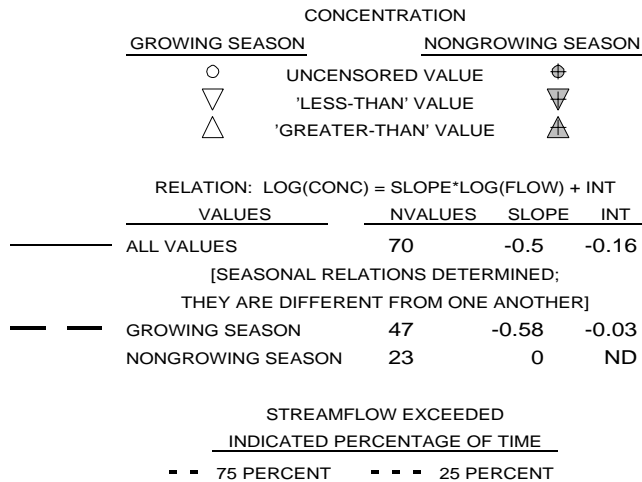 CONCENTRATION
GROWING SEASON NONGROWING SEASON
UNCENSORED VALUE
'LESS-THAN' VALUE
'GREATER-THAN' VALUE
RELATION: LOG(CONC) = SLOPE*LOG(FLOW) + INT
VALUES NVALUES SLOPE INT
ALL VALUES 70 -0.5 -0.16
[SEASONAL RELATIONS DETERMINED;
THEY ARE DIFFERENT FROM ONE ANOTHER]
GROWING SEASON 47 -0.58 -0.03
NONGROWING SEASON 23 0 ND
STREAMFLOW EXCEEDED
INDICATED PERCENTAGE OF TIME
75 PERCENT 25 PERCENT